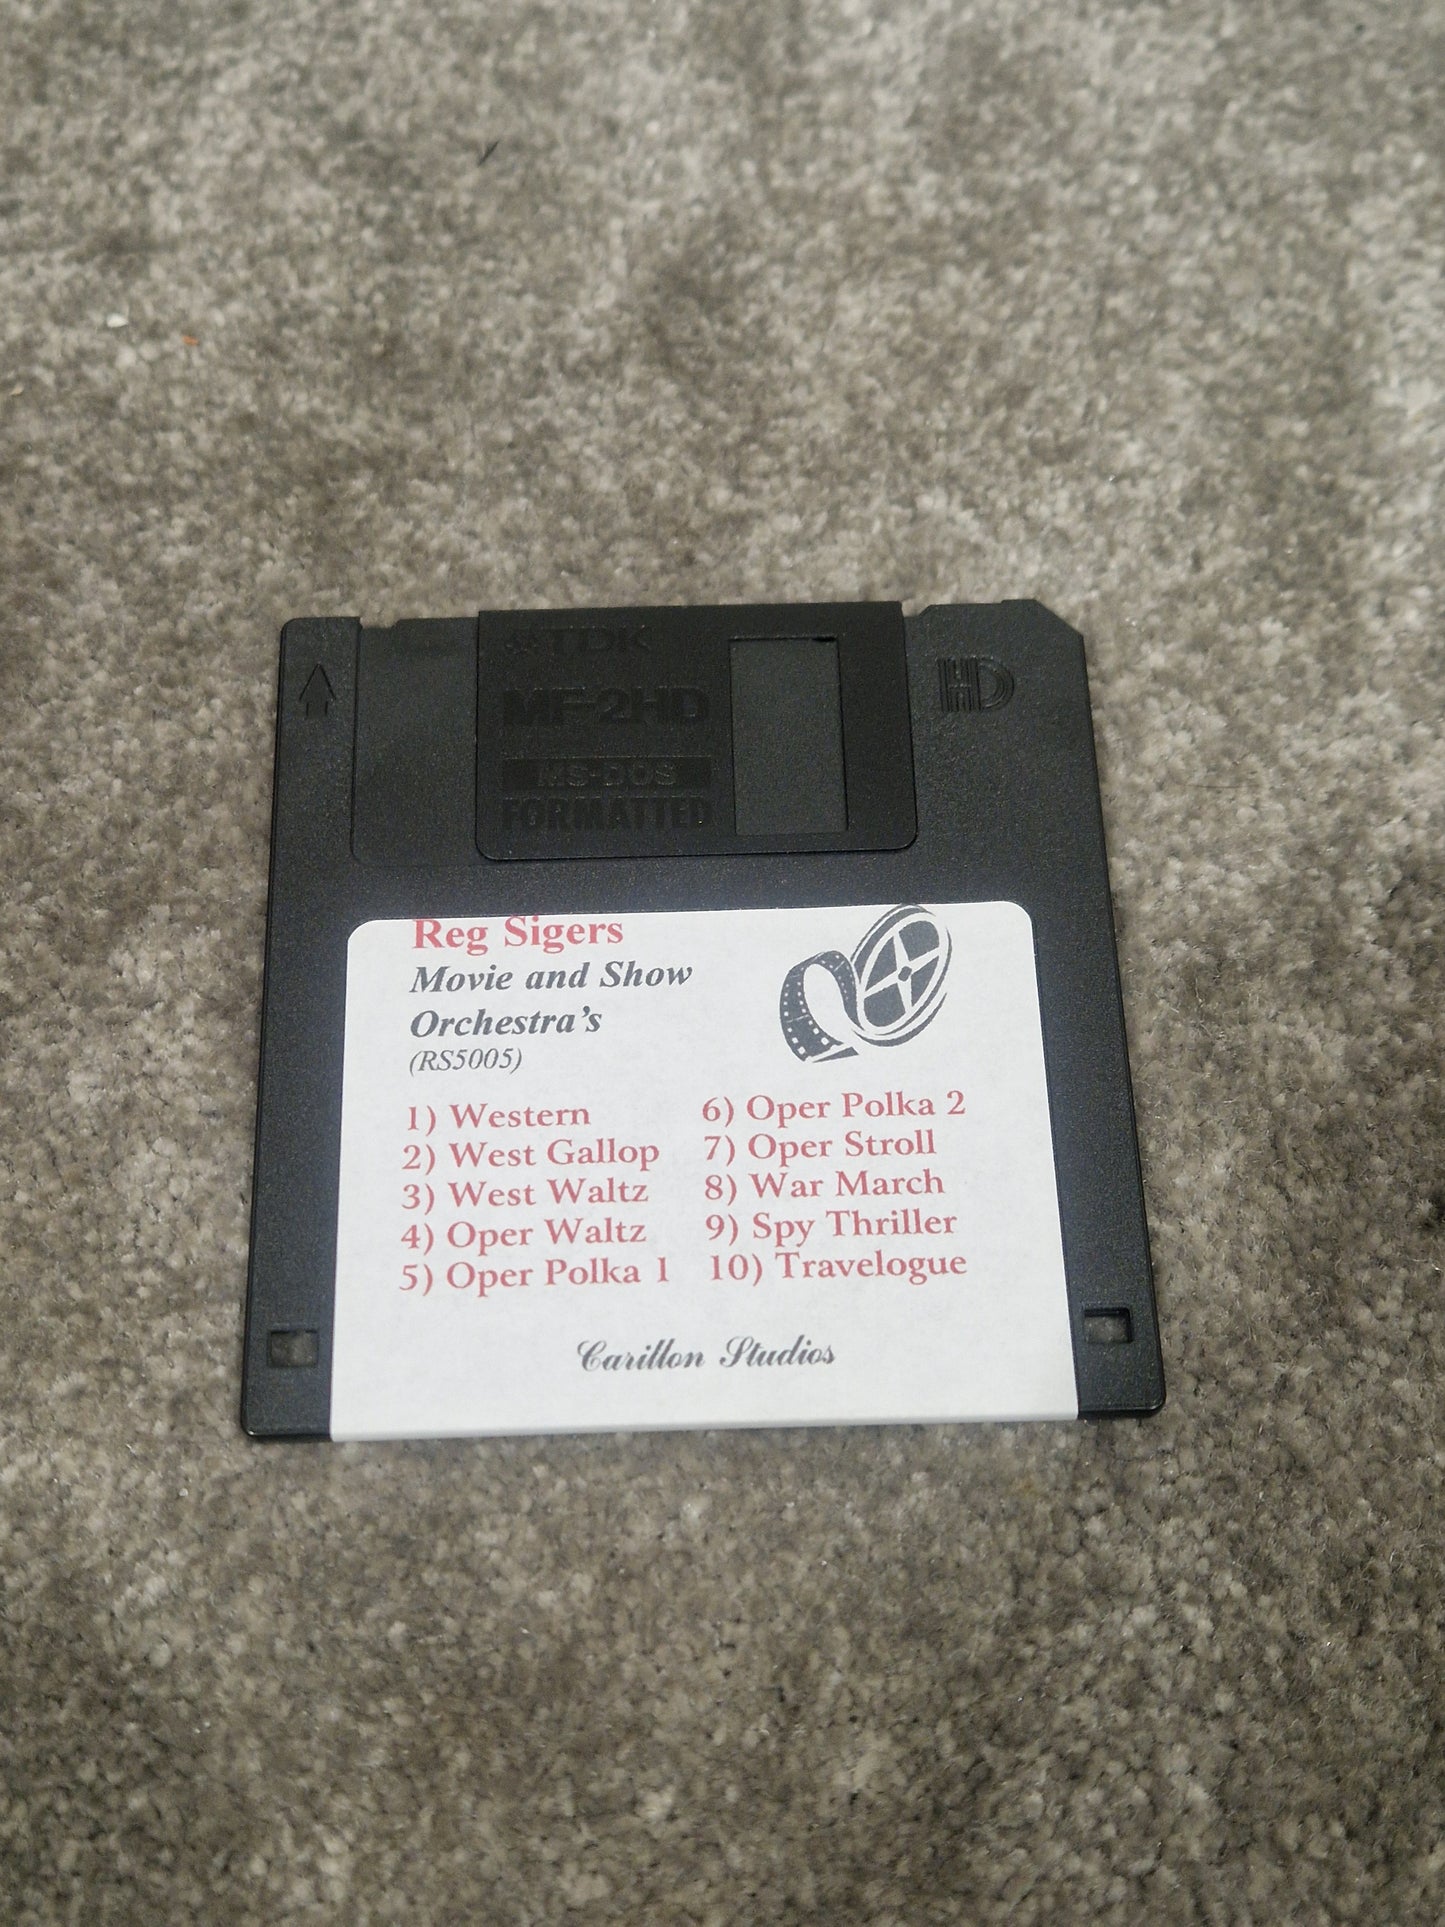 TDK
MF-2HD
MS-DOS
FORMATTED
HD
Reg Sigers
Movie and Show
Orchestra's
(RS5005)
1) Western
2) West Gallop
3) West Waltz
4) Oper Waltz
5) Oper Polka 1
6) Oper Polka 2
7) Oper Stroll
8) War March
9) Spy Thriller
10) Travelogue
Carillon Studios